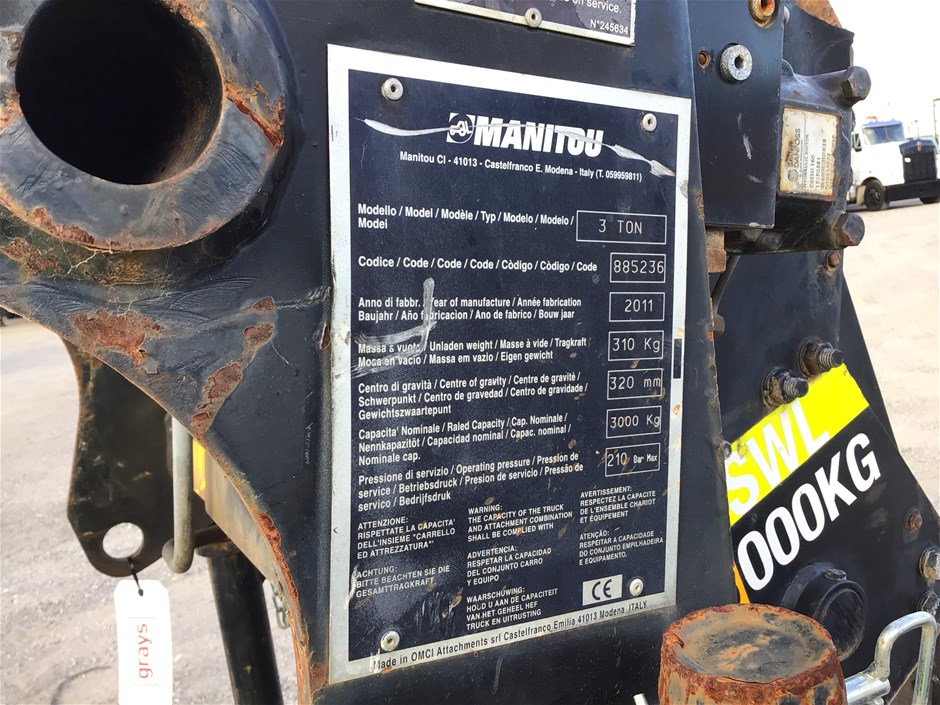 on service.
N°245634
MANITOU
Manitou CI - 41013 - Castelfranco E. Modena - Italy (T. 059959811)
Modello / Model / Modèle / Typ / Modelo / Modelo /
Model
3 TON
Codice / Code / Code / Code / Còdigo / Código / Code
885236
Anno di fabbr. / Year of manufacture / Année fabrication
Baujahr / Año fabricacion / Ano de fabrico / Bouw jaar
2011
Massa a vuoto / Unladen weight / Masse à vide / Tragkraft
Mosa en vacio / Massa em vazio / Eigen gewicht
310 Kg
Centro di gravità / Centre of gravity / Centre de gravité /
Schwerpunkt / Centro de gravedad / Centro de gravidade /
Gewichtszwaartepunt
320 mm
Capacita' Nominale / Raled Capacity / Cap. Nominale /
Nennkapazitöt / Capacidad nominal / Capac. nominal /
Nominale cap.
3000 Kg
Pressione di servizio / Operating pressure / Pression de
service / Betriebsdruck / Presion de servicio / Pressão de
service / Bedrijfsdruk
210 Bar Max
ATTENZIONE:
RISPETTATE LA CAPACITA'
DELL'INSIEME "CARRELLO
ED ATTREZZATURA"
WARNING:
THE CAPACITY OF THE TRUCK
AND ATTACHMENT COMBINATION
SHALL BE COMPLIED WITH
AVERTISSEMENT:
RESPECTEZ LA CAPACITE
DE L'ENSEMBLE CHARIOT
ET EQUIPEMENT
ACHTUNG:
BITTE BEACHTEN SIE DIE
GESAMTTRAGKRAFT.
ADVERTENCIA:
RESPETAR LA CAPACIDAD
DEL CONJUNTO CARRO
Y EQUIPO
ATENÇÃO:
RESPEITAR A CAPACIDADE
DO CONJUNTO EMPILHADEIRA
E EQUIPAMENTO.
WAARSCHUWING:
HOLD U AAN DE CAPACITEIT
VAN HET GEHEEL HEF
TRUCK EN UITRUSTING
CE
Made in OMCI Attachments srl Castelfranco Emilia 41013 Modena ITALY
DANFOSS
SWL
000KG
grays